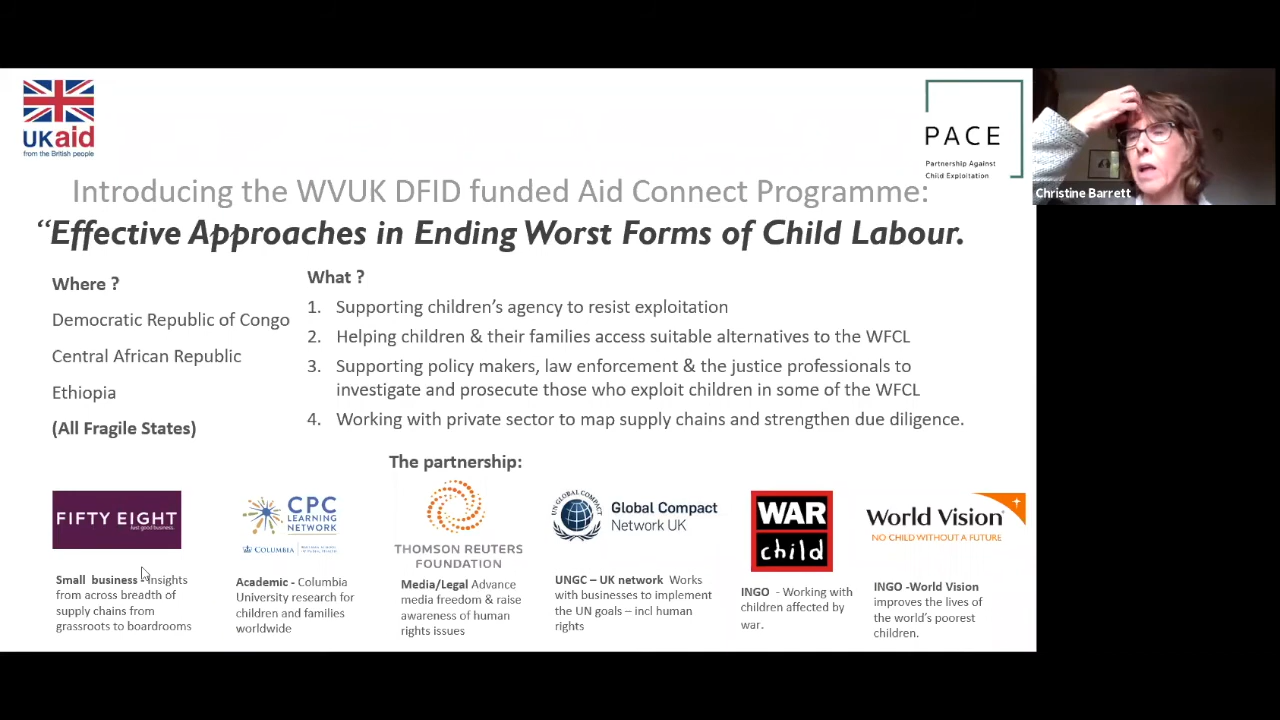 UKaid
from the British people
PACE
Partnership Against
Child Exploitation
Christine Barrett
Introducing the WVUK DFID funded Aid Connect Programme:
“Effective Approaches in Ending Worst Forms of Child Labour.
Where ?
Democratic Republic of Congo
Central African Republic
Ethiopia
(All Fragile States)
What ?
1. Supporting children’s agency to resist exploitation
2. Helping children & their families access suitable alternatives to the WFCL
3. Supporting policy makers, law enforcement & the justice professionals to
investigate and prosecute those who exploit children in some of the WFCL
4. Working with private sector to map supply chains and strengthen due diligence.
The partnership:
FIFTY EIGHT
Just good business.
Small business - Insights
from across breadth of
supply chains from
grassroots to boardrooms
CPC
LEARNING
NETWORK
COLUMBIA
Academic - Columbia
University research for
children and families
worldwide
THOMSON REUTERS
FOUNDATION
Media/Legal Advance
media freedom & raise
awareness of human
rights issues
UN GLOBAL COMPACT
Global Compact
Network UK
UNGC – UK network Works
with businesses to implement
the UN goals – incl human
rights
WAR
child
INGO - Working with
children affected by
war.
World Vision
NO CHILD WITHOUT A FUTURE
INGO -World Vision
improves the lives of
the world’s poorest
children.